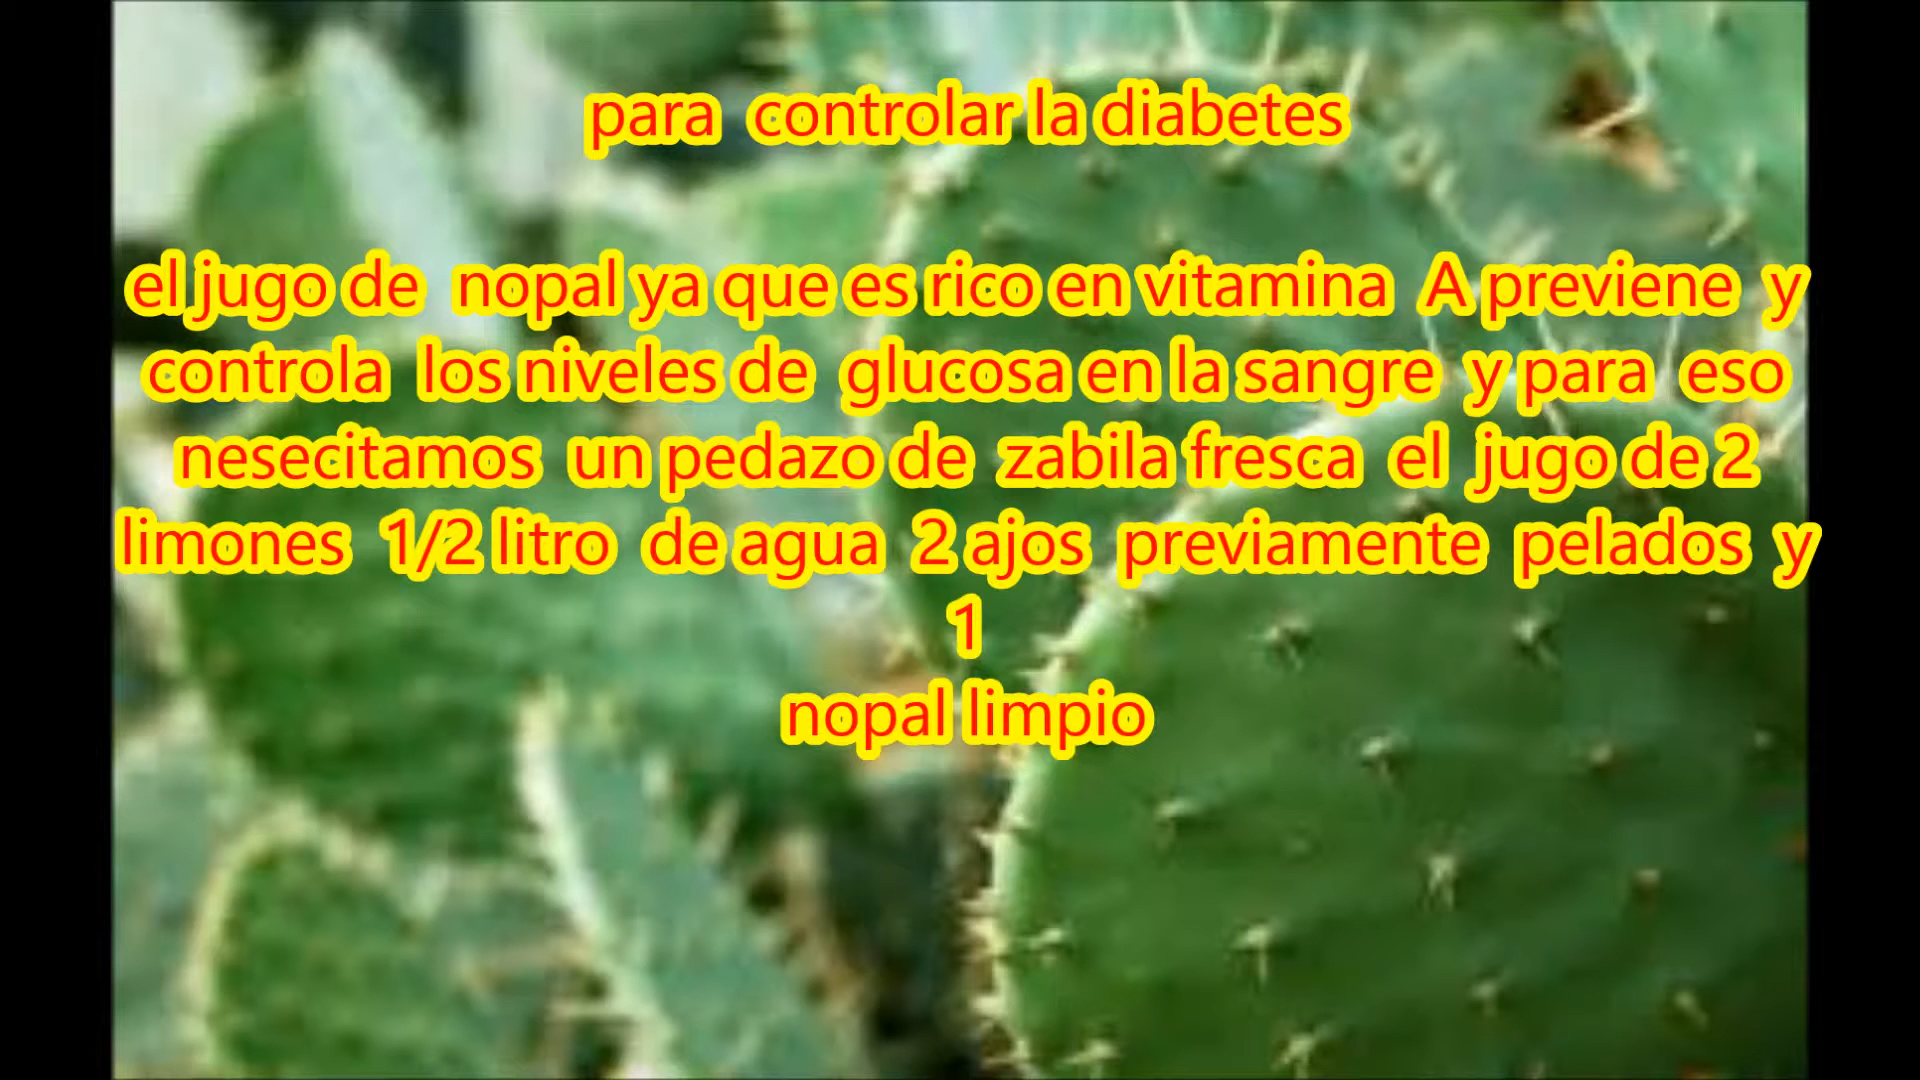 para controlar la diabetes
el jugo de nopal ya que es rico en vitamina A previene y
controla los niveles de glucosa en la sangre y para eso
nesecitamos un pedazo de zabila fresca el jugo de 2
limones 1/2 litro de agua 2 ajos previamente pelados y
1
nopal limpio